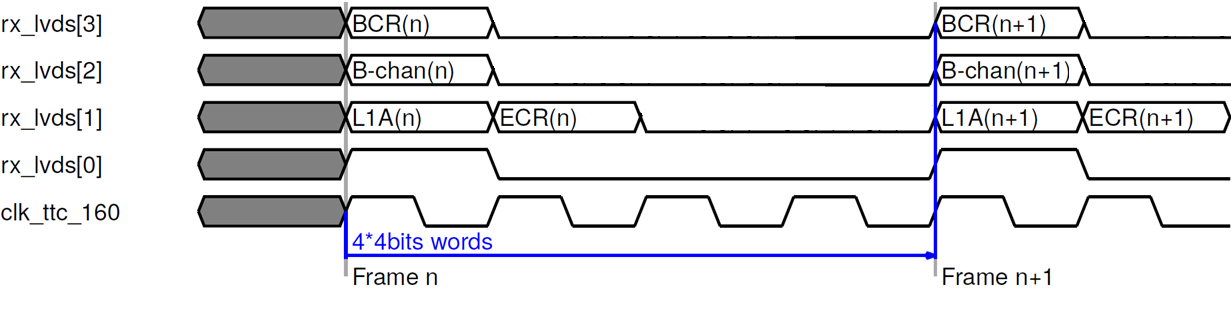 rx_lvds[3] BCR(n) BCR(n+1)
rx_lvds[2] B-chan(n) B-chan(n+1)
rx_lvds[1] L1A(n) ECR(n) L1A(n+1) ECR(n+1)
rx_lvds[0]
clk_ttc_160
4*4bits words
Frame n Frame n+1